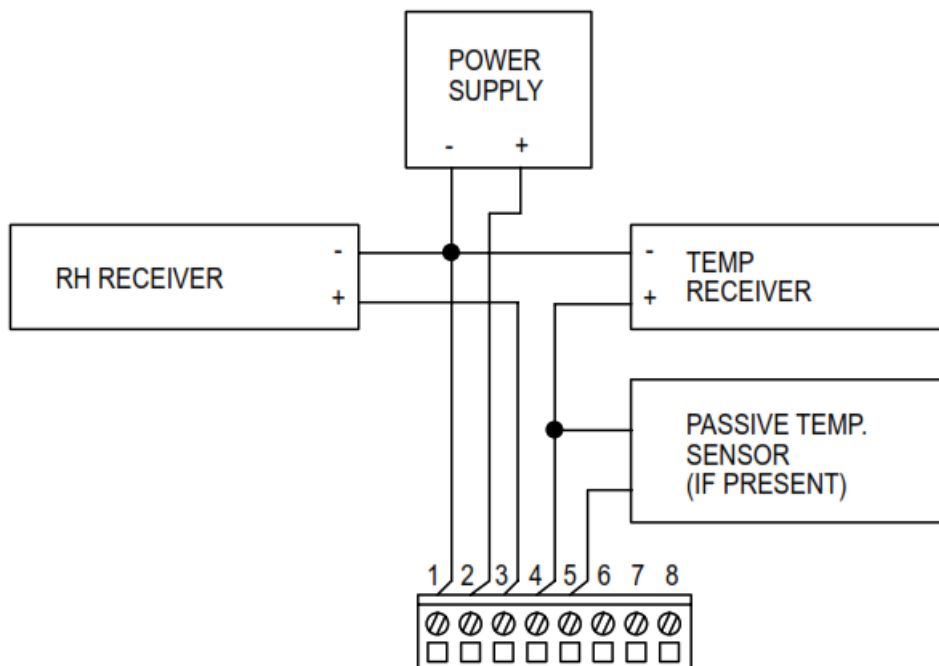 POWER
SUPPLY
- +
RH RECEIVER
-
+
-
+
TEMP
RECEIVER
PASSIVE TEMP.
SENSOR
(IF PRESENT)
1 2 3 4 5 6 7 8